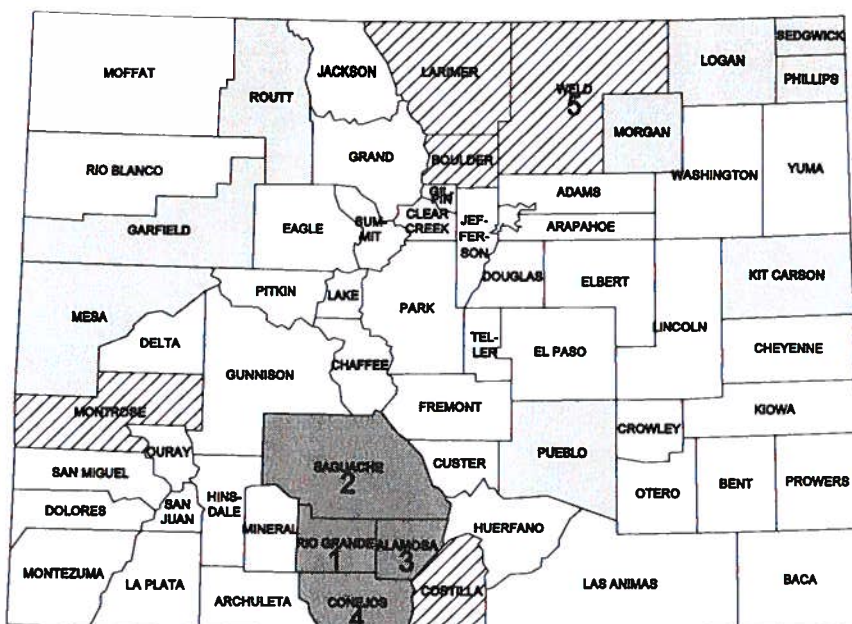 SEDGWICK
LOGAN
MOFFAT
JACKSON
LARIMER
PHILLIPS
ROUTT
WELD
5
MORGAN
GRAND
BOULDER
RIO BLANCO
WASHINGTON
YUMA
GIL-
PIN
ADAMS
CLEAR
CREEK
EAGLE
SUM-
MIT
JEF-
FER-
SON
ARAPAHOE
GARFIELD
DOUGLAS
ELBERT
KIT CARSON
PITKIN
LAKE
PARK
MESA
LINCOLN
TEL-
LER
DELTA
EL PASO
CHEYENNE
CHAFFEE
GUNNISON
FREMONT
MONTROSE
KIOWA
CROWLEY
OURAY
SAGUACHE
2
CUSTER
PUEBLO
SAN MIGUEL
BENT
PROWERS
OTERO
HINS-
DALE
DOLORES
SAN
JUAN
MINERAL
HUERFANO
RIO GRANDE
1
ALAMOSA
3
MONTEZUMA
LA PLATA
COSTILLA
LAS ANIMAS
BACA
ARCHULETA
CONEJOS
4